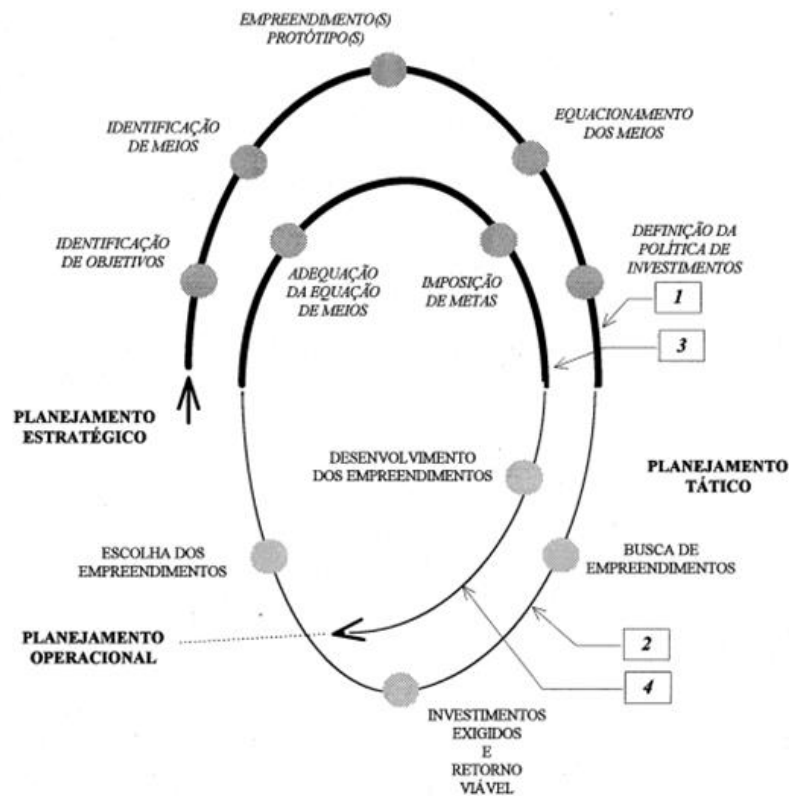 EMPREENDIMENTO(S)
PROTÓTIPO(S)
IDENTIFICAÇÃO
DE MEIOS
EQUACIONAMENTO
DOS MEIOS
IDENTIFICAÇÃO
DE OBJETIVOS
DEFINIÇÃO DA
POLÍTICA DE
INVESTIMENTOS
ADEQUAÇÃO
DA EQUAÇÃO
DE MEIOS
IMPOSIÇÃO
DE METAS
1
3
PLANEJAMENTO
ESTRATÉGICO
DESENVOLVIMENTO
DOS EMPREENDIMENTOS
PLANEJAMENTO
TÁTICO
ESCOLHA DOS
EMPREENDIMENTOS
BUSCA DE
EMPREENDIMENTOS
PLANEJAMENTO
OPERACIONAL
2
4
INVESTIMENTOS
EXIGIDOS
E
RETORNO
VIÁVEL